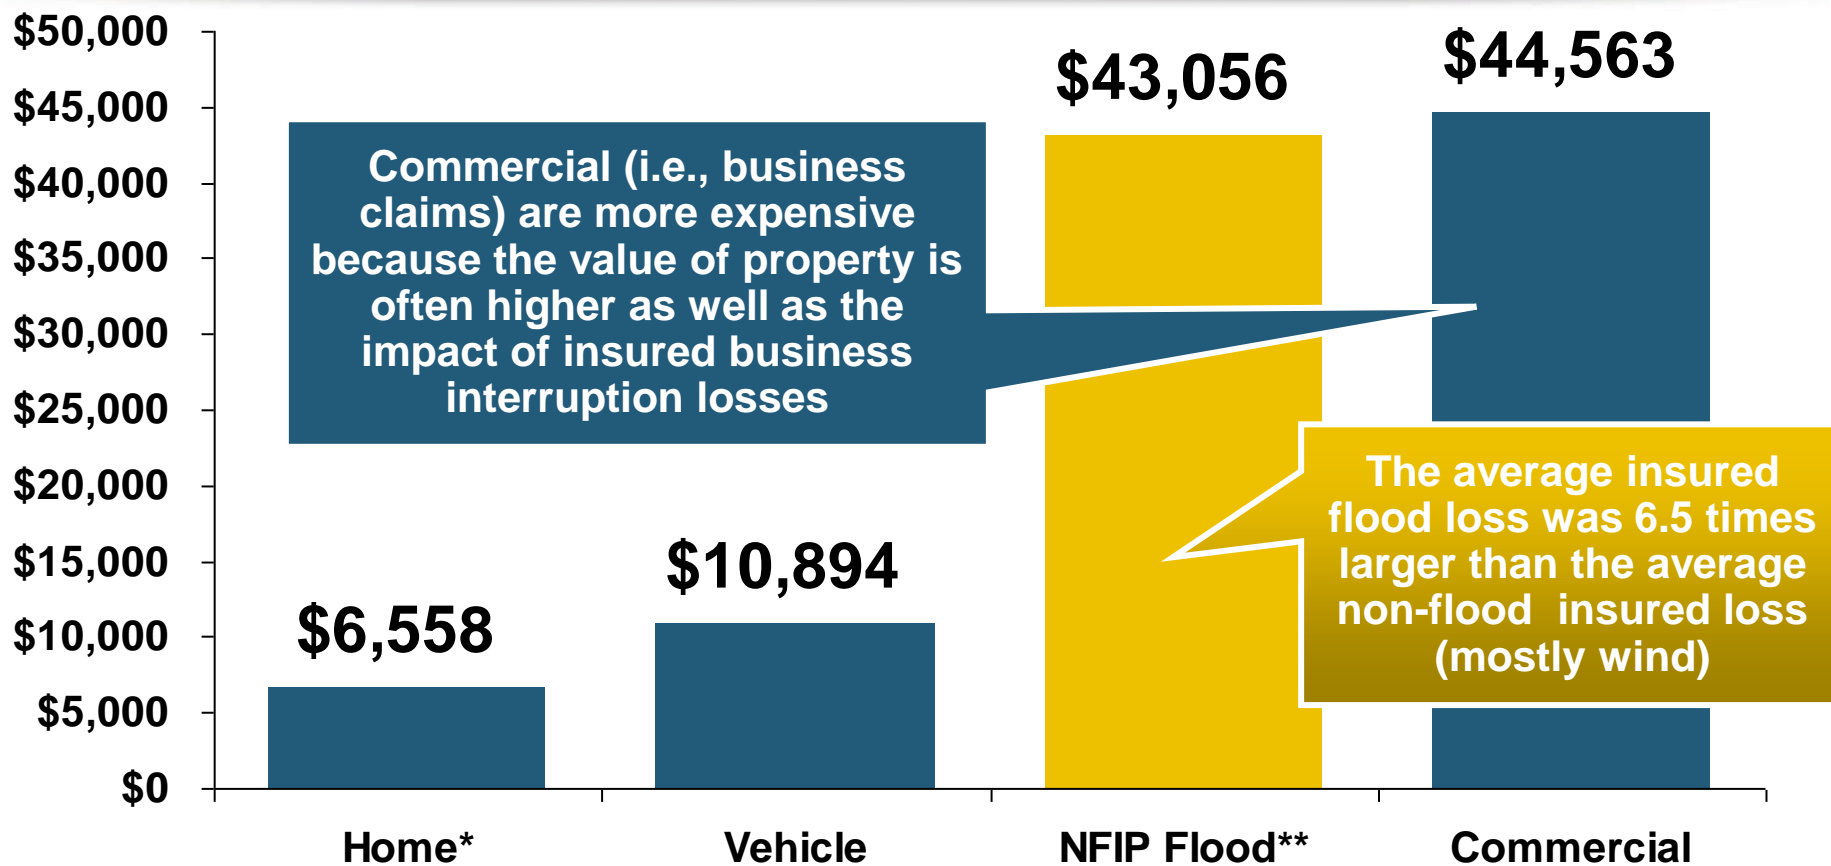 $50,000
$45,000
$40,000
$35,000
$30,000
$25,000
$20,000
$15,000
$10,000
$5,000
$0
$6,558
$10,894
$43,056
$44,563
Commercial (i.e., business
claims) are more expensive
because the value of property is
often higher as well as the
impact of insured business
interruption losses
The average insured
flood loss was 6.5 times
larger than the average
non-flood  insured loss
(mostly wind)
Home*
Vehicle
NFIP Flood**
Commercial